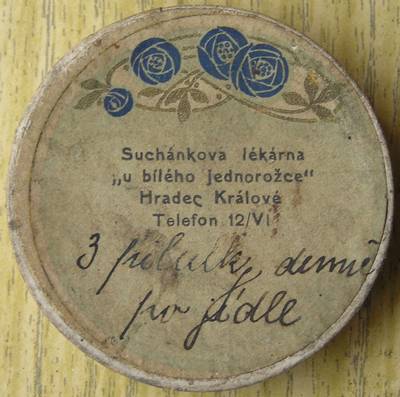 Suchánkova lékárna
„u bílého jednorožce“
Hradec Králové
Telefon 12/VI
3 pilulky denně
po jídle